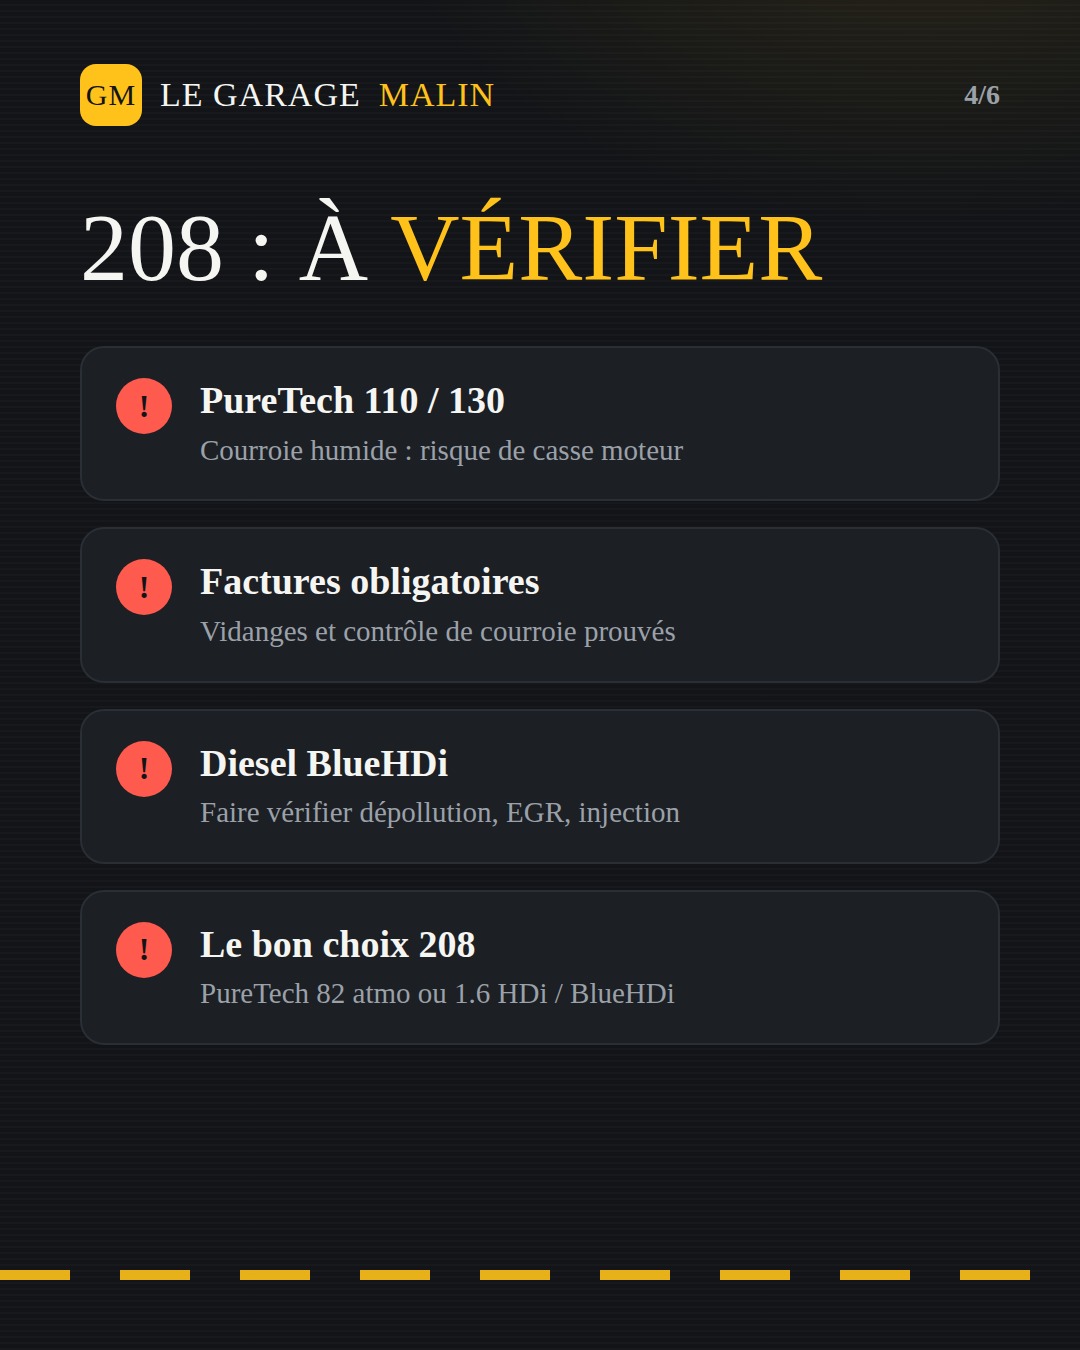 GM LE GARAGE MALIN 4/6
208 : À VÉRIFIER
! PureTech 110 / 130
Courroie humide : risque de casse moteur
! Factures obligatoires
Vidanges et contrôle de courroie prouvés
! Diesel BlueHDi
Faire vérifier dépollution, EGR, injection
! Le bon choix 208
PureTech 82 atmo ou 1.6 HDi / BlueHDi